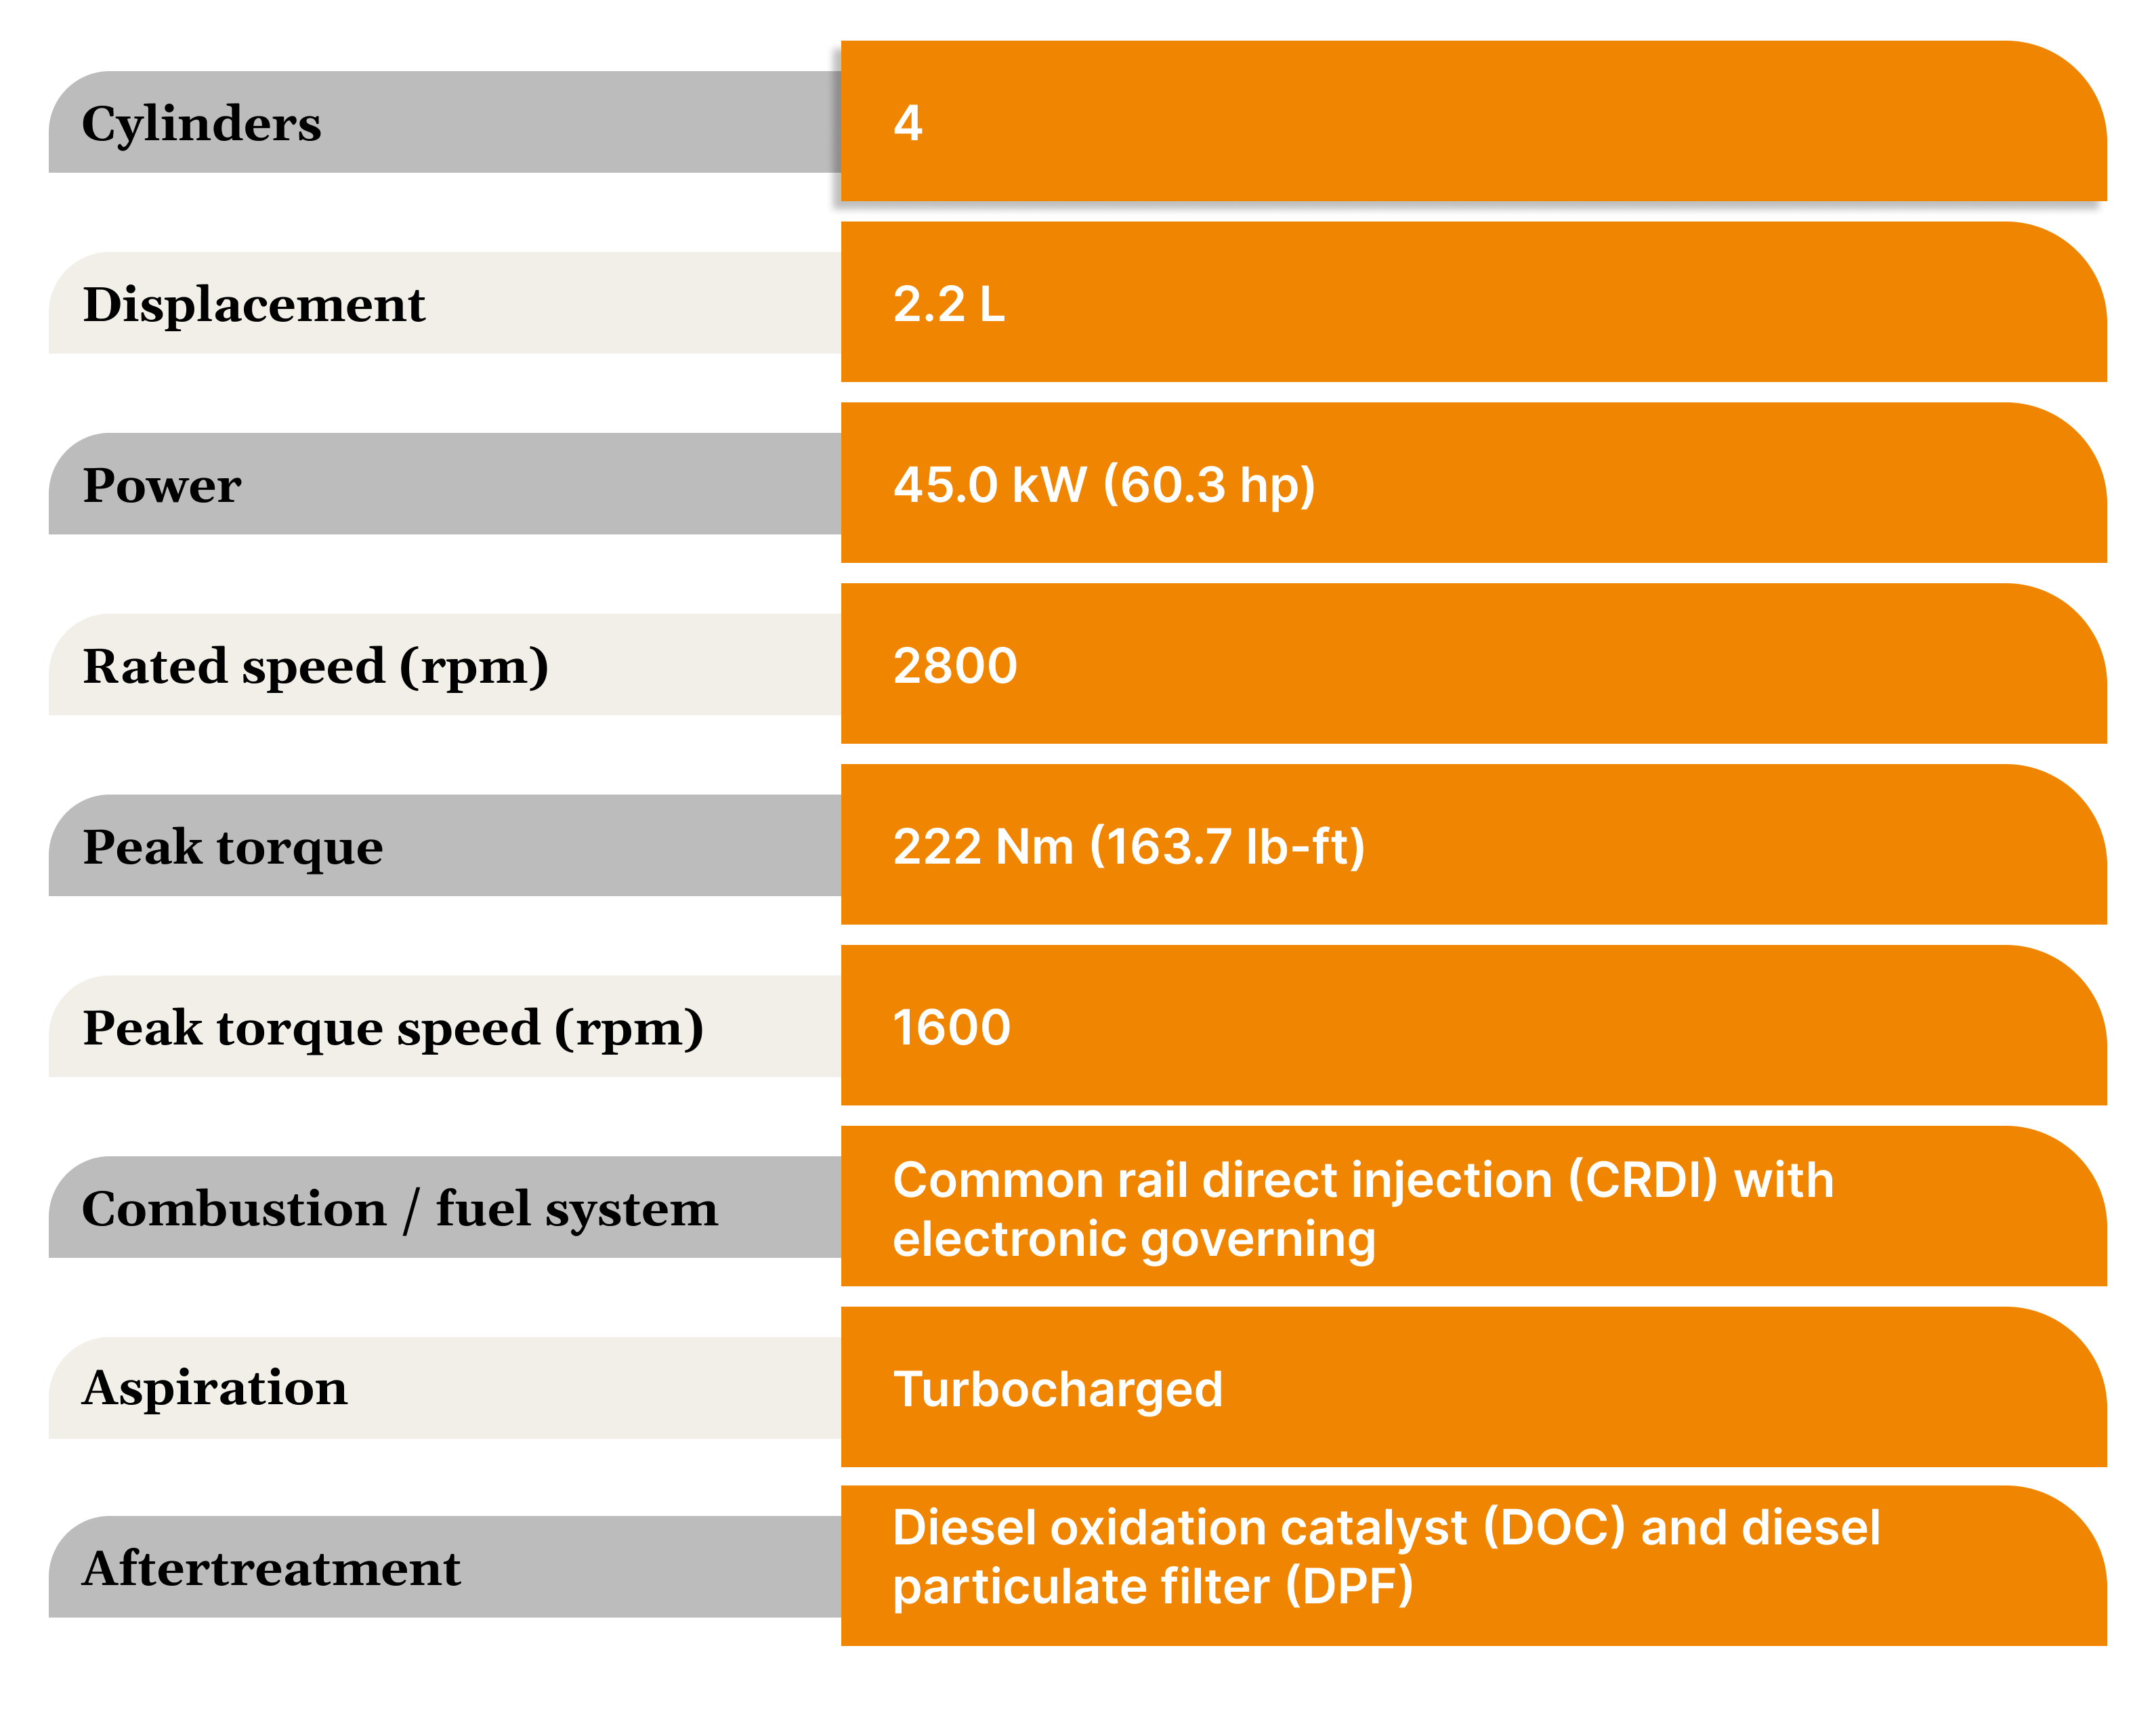 Cylinders
4
Displacement
2.2 L
Power
45.0 kW (60.3 hp)
Rated speed (rpm)
2800
Peak torque
222 Nm (163.7 lb-ft)
Peak torque speed (rpm)
1600
Combustion / fuel system
Common rail direct injection (CRDI) with
electronic governing
Aspiration
Turbocharged
Aftertreatment
Diesel oxidation catalyst (DOC) and diesel
particulate filter (DPF)